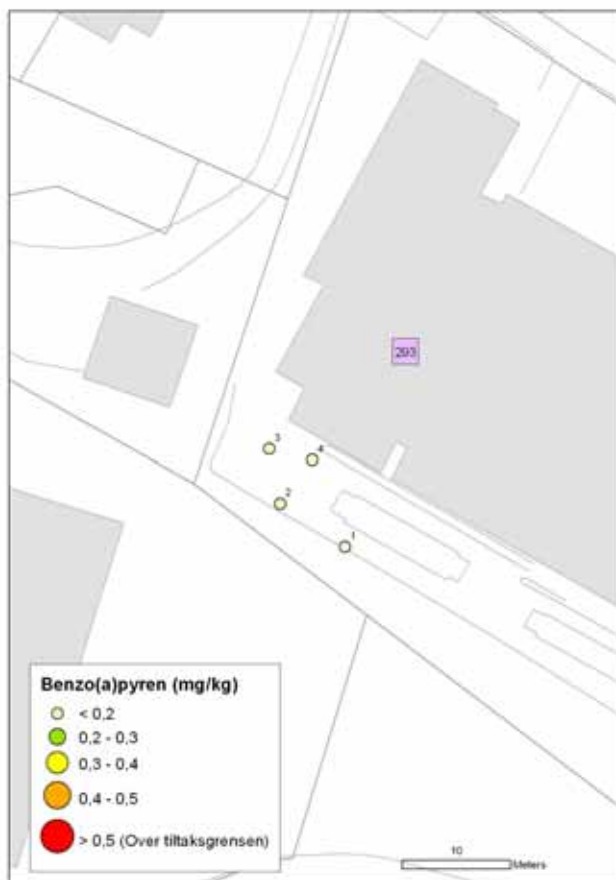 293
3
4
2
1
Benzo(a)pyren (mg/kg)
< 0,2
0,2 - 0,3
0,3 - 0,4
0,4 - 0,5
> 0,5 (Over tiltaksgrensen)
10
Meters